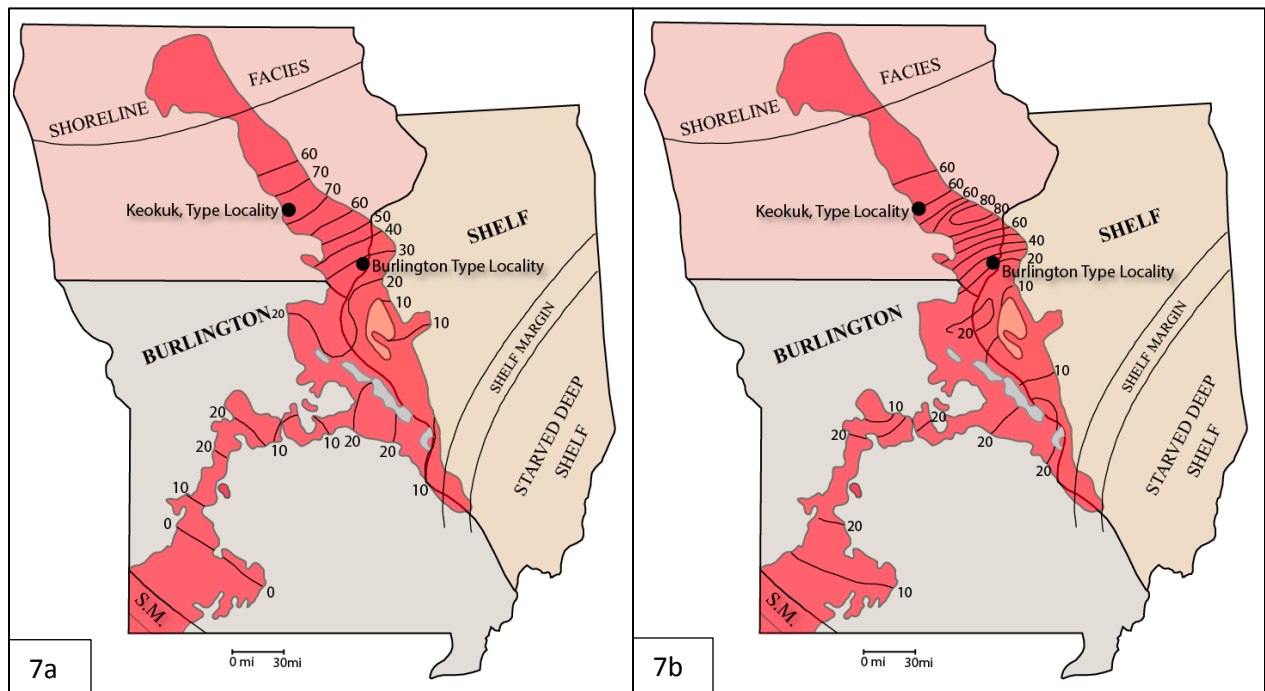 FACIES
SHORELINE
60
70
70
Keokuk, Type Locality
60
50
40
30
SHELF
Burlington Type Locality
20
10
10
20
BURLINGTON
SHELF MARGIN
20
10
10
20
20
20
10
10
0
0
STARVED DEEP
SHELF
S.M.
0 mi 30mi
7a
FACIES
SHORELINE
60
60
60
80
80
Keokuk, Type Locality
60
40
20
SHELF
Burlington Type Locality
10
20
BURLINGTON
SHELF MARGIN
10
10
20
20
20
20
20
10
STARVED DEEP
SHELF
S.M.
0 mi 30mi
7b